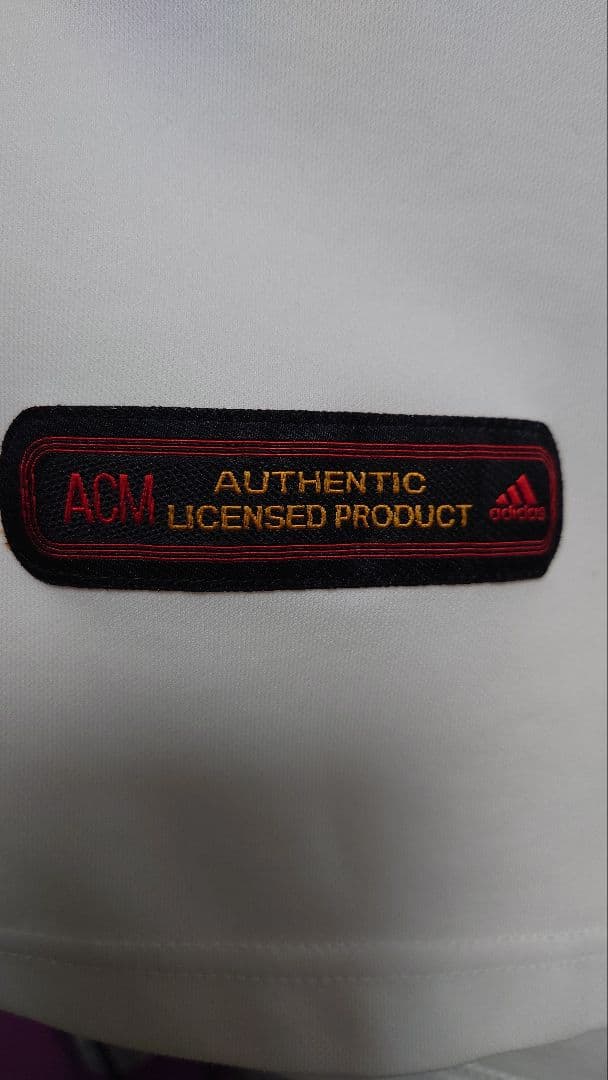 ACM
AUTHENTIC
LICENSED PRODUCT
adidas